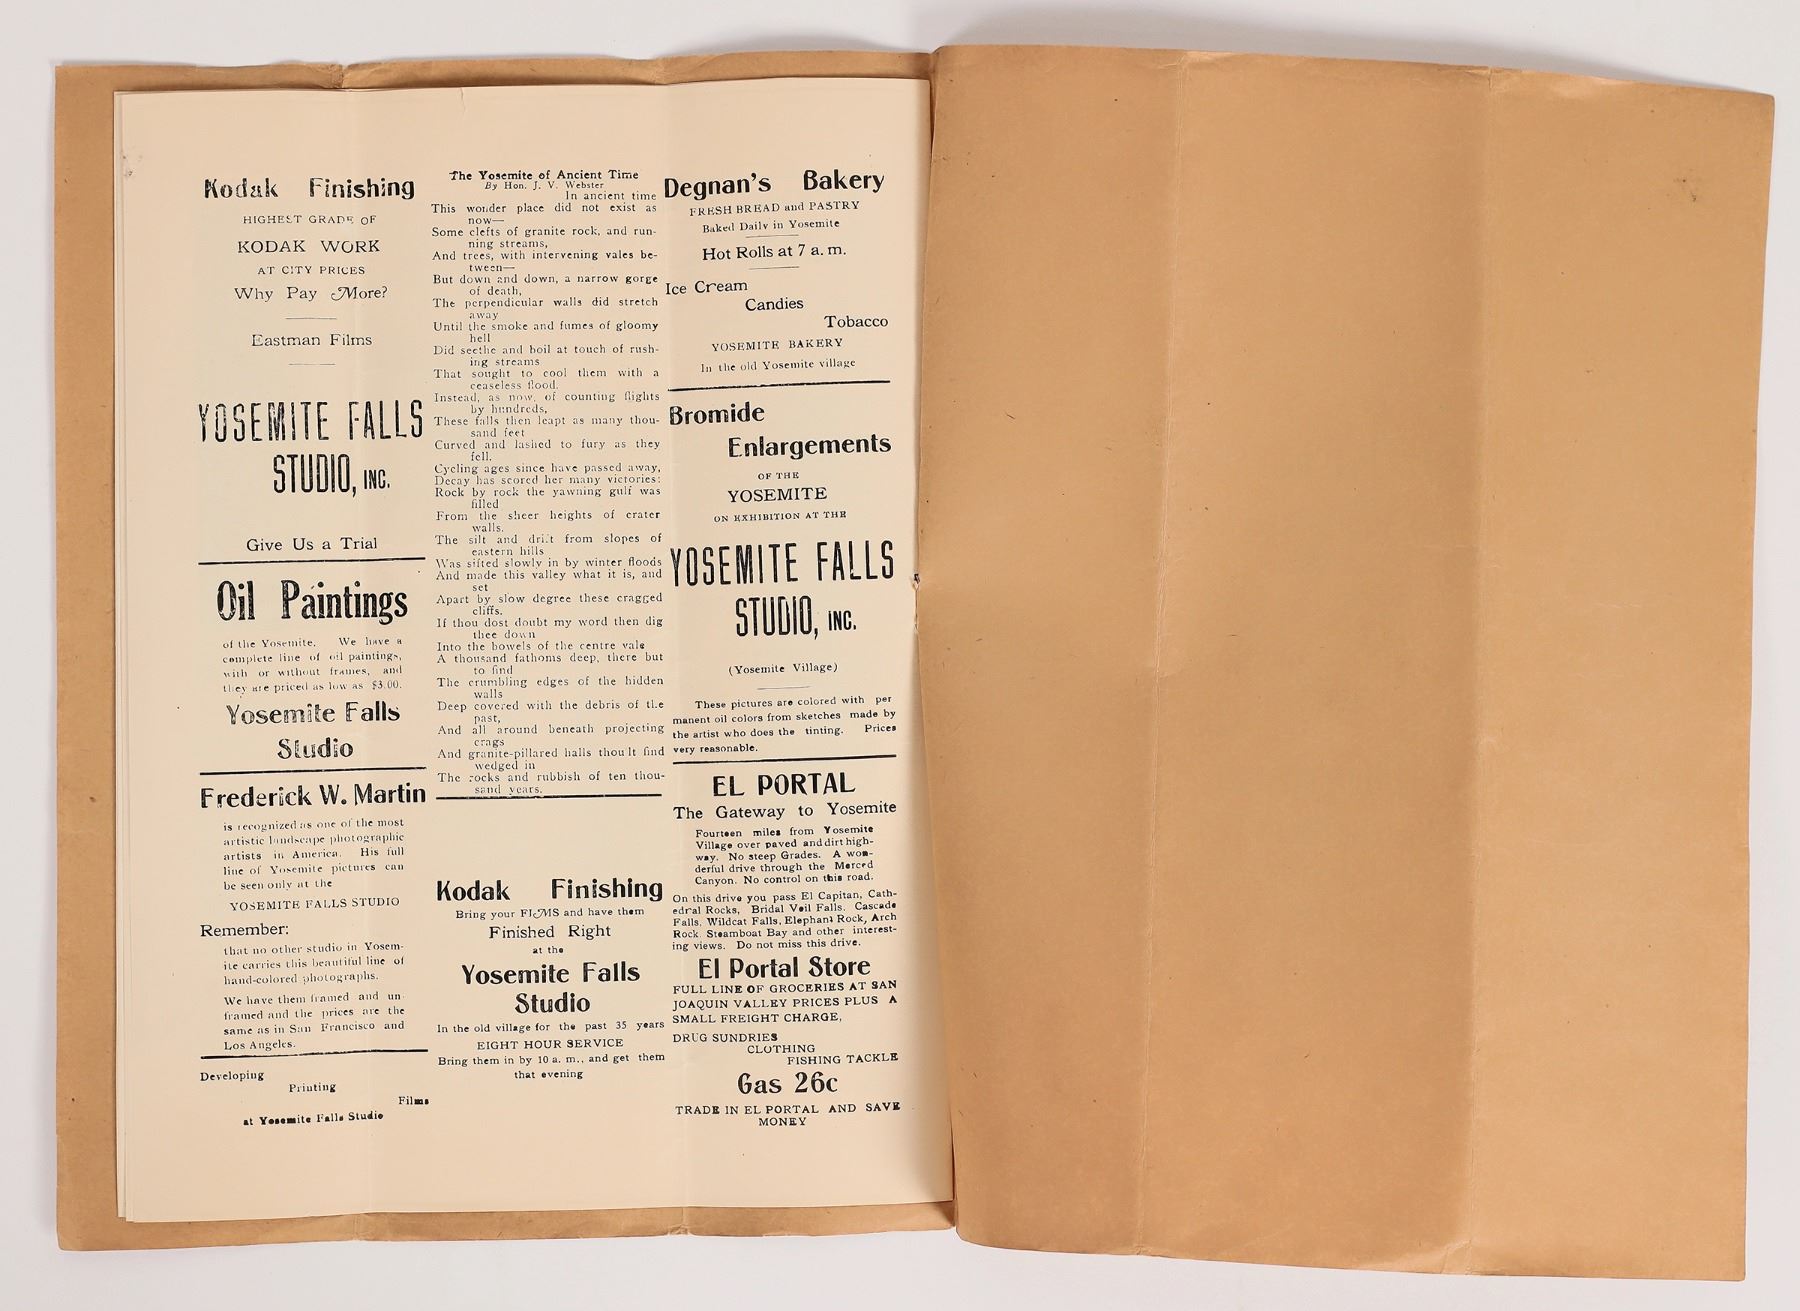 Kodak Finishing
HIGHEST GRADE OF
KODAK WORK
AT CITY PRICES
Why Pay More?
Eastman Films
YOSEMITE FALLS
STUDIO, INC.
Give Us a Trial
Oil Paintings
of the Yosemite. We have a
complete line of oil paintings,
with or without frames, and
they are priced as low as $3.00.
Yosemite Falls
Studio
Frederick W. Martin
is recognized as one of the most
artistic landscape photographic
artists in America. His full
line of Yosemite pictures can
be seen only at the
YOSEMITE FALLS STUDIO
Remember:
that no other studio in Yosem-
ite carries this beautiful line of
hand-colored photographs.
We have them framed and un-
framed and the prices are the
same as in San Francisco and
Los Angeles.
Developing
Printing
Films
at Yosemite Falls Studio
The Yosemite of Ancient Time
By Hon. J. V. Webster
In ancient time
This wonder place did not exist as
now—
Some clefts of granite rock, and run-
ning streams,
And trees, with intervening vales be-
tween—
But down and down, a narrow gorge
of death,
The perpendicular walls did stretch
away
Until the smoke and fumes of gloomy
hell
Did seethe and boil at touch of rush-
ing streams
That sought to cool them with a
ceaseless flood.
Instead, as now, of counting flights
by hundreds,
These falls then leapt as many thou-
sand feet
Curved and lashed to fury as they
fell.
Cycling ages since have passed away,
Decay has scored her many victories:
Rock by rock the yawning gulf was
filled
From the sheer heights of crater
walls.
The silt and drift from slopes of
eastern hills
Was sifted slowly in by winter floods
And made this valley what it is, and
set
Apart by slow degree these cragged
cliffs.
If thou dost doubt my word then dig
thee down
Into the bowels of the centre vale
A thousand fathoms deep, there but
to find
The crumbling edges of the hidden
walls
Deep covered with the debris of the
past,
And all around beneath projecting
crags
And granite-pillared halls thou'lt find
wedged in
The rocks and rubbish of ten thou-
sand years.
Kodak Finishing
Bring your FILMS and have them
Finished Right
at the
Yosemite Falls
Studio
In the old village for the past 35 years
EIGHT HOUR SERVICE
Bring them in by 10 a. m., and get them
that evening
Degnan's Bakery
FRESH BREAD and PASTRY
Baked Daily in Yosemite
Hot Rolls at 7 a. m.
Ice Cream
Candies
Tobacco
YOSEMITE BAKERY
In the old Yosemite village
Bromide
Enlargements
OF THE
YOSEMITE
ON EXHIBITION AT THE
YOSEMITE FALLS
STUDIO, INC.
(Yosemite Village)
These pictures are colored with per
manent oil colors from sketches made by
the artist who does the tinting. Prices
very reasonable.
EL PORTAL
The Gateway to Yosemite
Fourteen miles from Yosemite
Village over paved and dirt high-
way. No steep Grades. A won-
derful drive through the Merced
Canyon. No control on this road.
On this drive you pass El Capitan, Cath-
edral Rocks, Bridal Veil Falls. Cascade
Falls, Wildcat Falls, Elephant Rock, Arch
Rock, Steamboat Bay and other interest-
ing views. Do not miss this drive.
El Portal Store
FULL LINE OF GROCERIES AT SAN
JOAQUIN VALLEY PRICES PLUS A
SMALL FREIGHT CHARGE,
DRUG SUNDRIES
CLOTHING
FISHING TACKLE
Gas 26c
TRADE IN EL PORTAL AND SAVE
MONEY